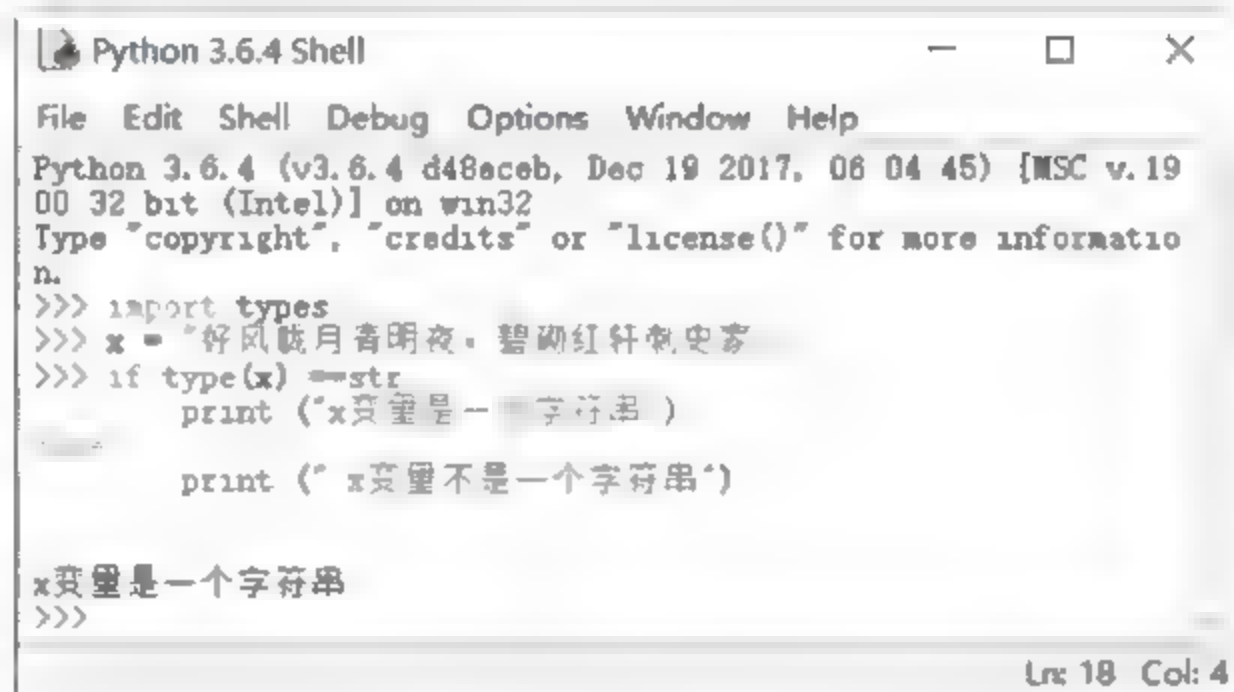 Python 3.6.4 Shell
File Edit Shell Debug Options Window Help
Python 3.6.4 (v3.6.4 d48eceb, Dec 19 2017, 06 04 45) [MSC v.19
00 32 bit (Intel)] on win32
Type "copyright", "credits" or "license()" for more informatio
n.
>>> import types
>>> x = "好风胧月青明夜，碧砌红轩
>>> if type(x) ==str
print ("x变量是一 字符串 )
print (" x变量不是一个字符串")
x变量是一个字符串
>>>
Ln: 18 Col: 4